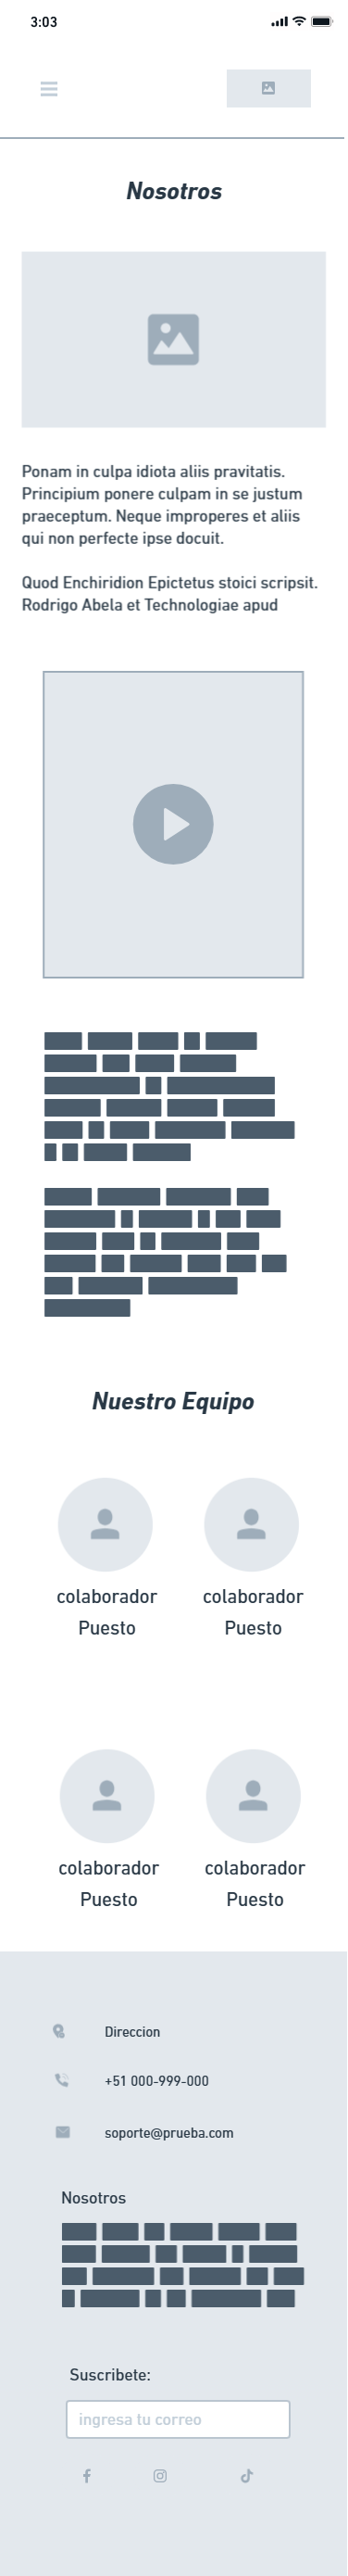 3:03
Nosotros
Ponam in culpa idiota aliis pravitatis.
Principium ponere culpam in se justum
praeceptum. Neque improperes et aliis
qui non perfecte ipse docuit.
Quod Enchiridion Epictetus stoici scripsit.
Rodrigo Abela et Technologiae apud
Nuestro Equipo
colaborador colaborador
Puesto Puesto
colaborador colaborador
Puesto Puesto
Direccion
+51 000-999-000
soporte@prueba.com
Nosotros
Suscribete:
ingresa tu correo